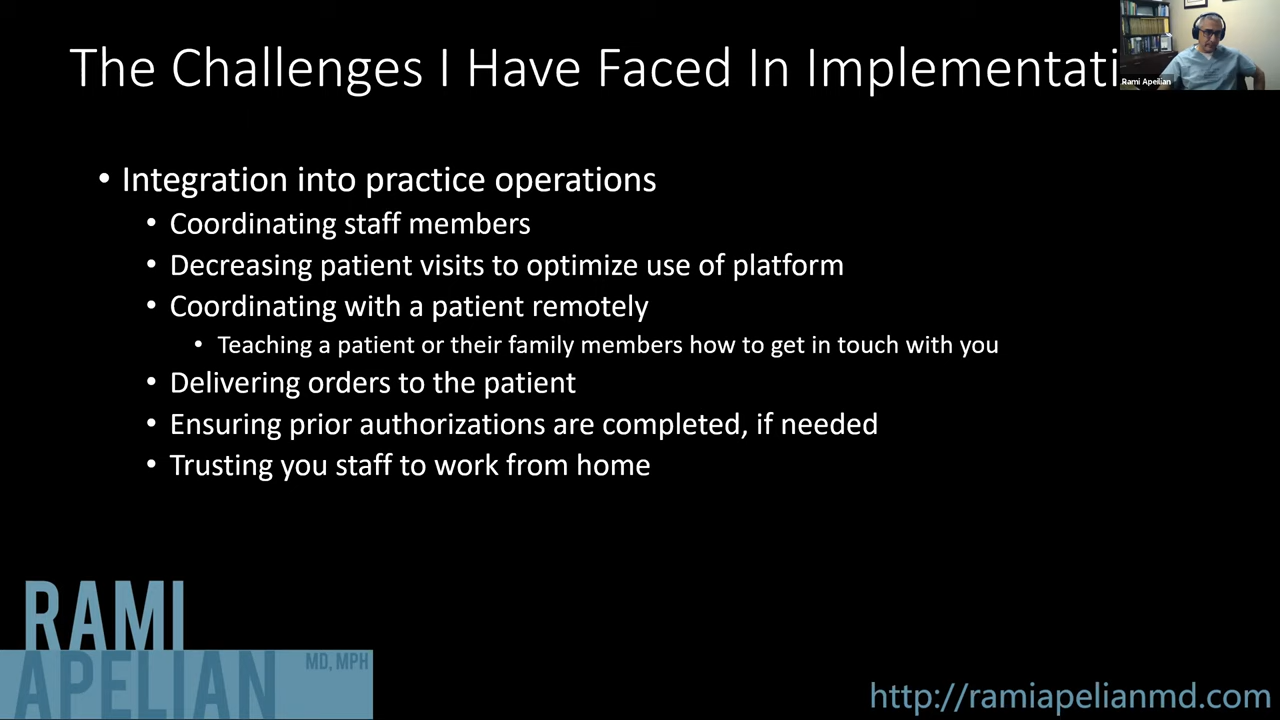 The Challenges I Have Faced In Implementati
Rami Apelian
• Integration into practice operations
• Coordinating staff members
• Decreasing patient visits to optimize use of platform
• Coordinating with a patient remotely
• Teaching a patient or their family members how to get in touch with you
• Delivering orders to the patient
• Ensuring prior authorizations are completed, if needed
• Trusting you staff to work from home
RAMI
APELIAN MD, MPH
http://ramiapelianmd.com